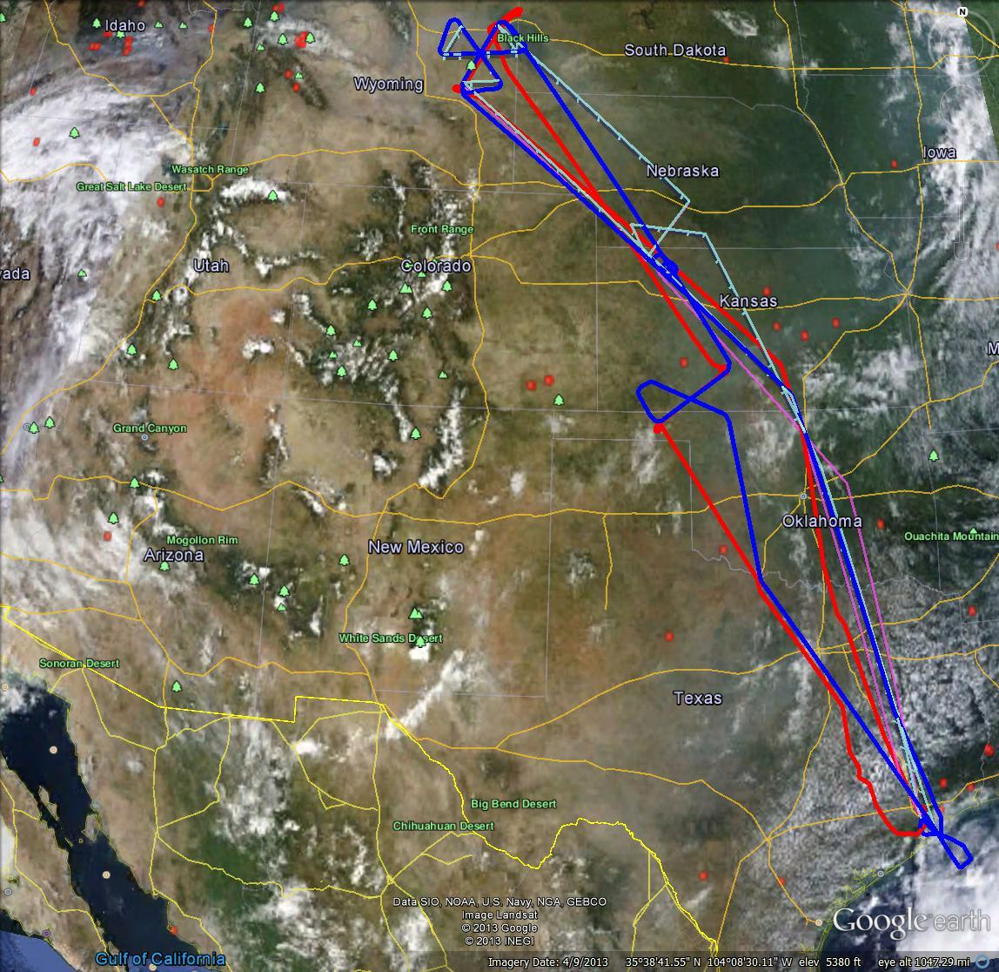 N
Idaho
Black Hills
South Dakota
Wyoming
Iowa
Wasatch Range
Nebraska
Great Salt Lake Desert
Front Range
Utah
Colorado
ada
Kansas
M
Grand Canyon
Oklahoma
Ouachita Mountain
Mogollon Rim
New Mexico
Arizona
White Sands Desert
Sonoran Desert
Texas
Big Bend Desert
Chihuahuan Desert
Data SIO, NOAA, U.S. Navy, NGA, GEBCO
Image Landsat
© 2013 Google
© 2013 INEGI
Google earth
Gulf of California
Imagery Date: 4/9/2013 35°38'41.55" N 104°08'30.11" W elev 5380 ft eye alt 1047.29 mi